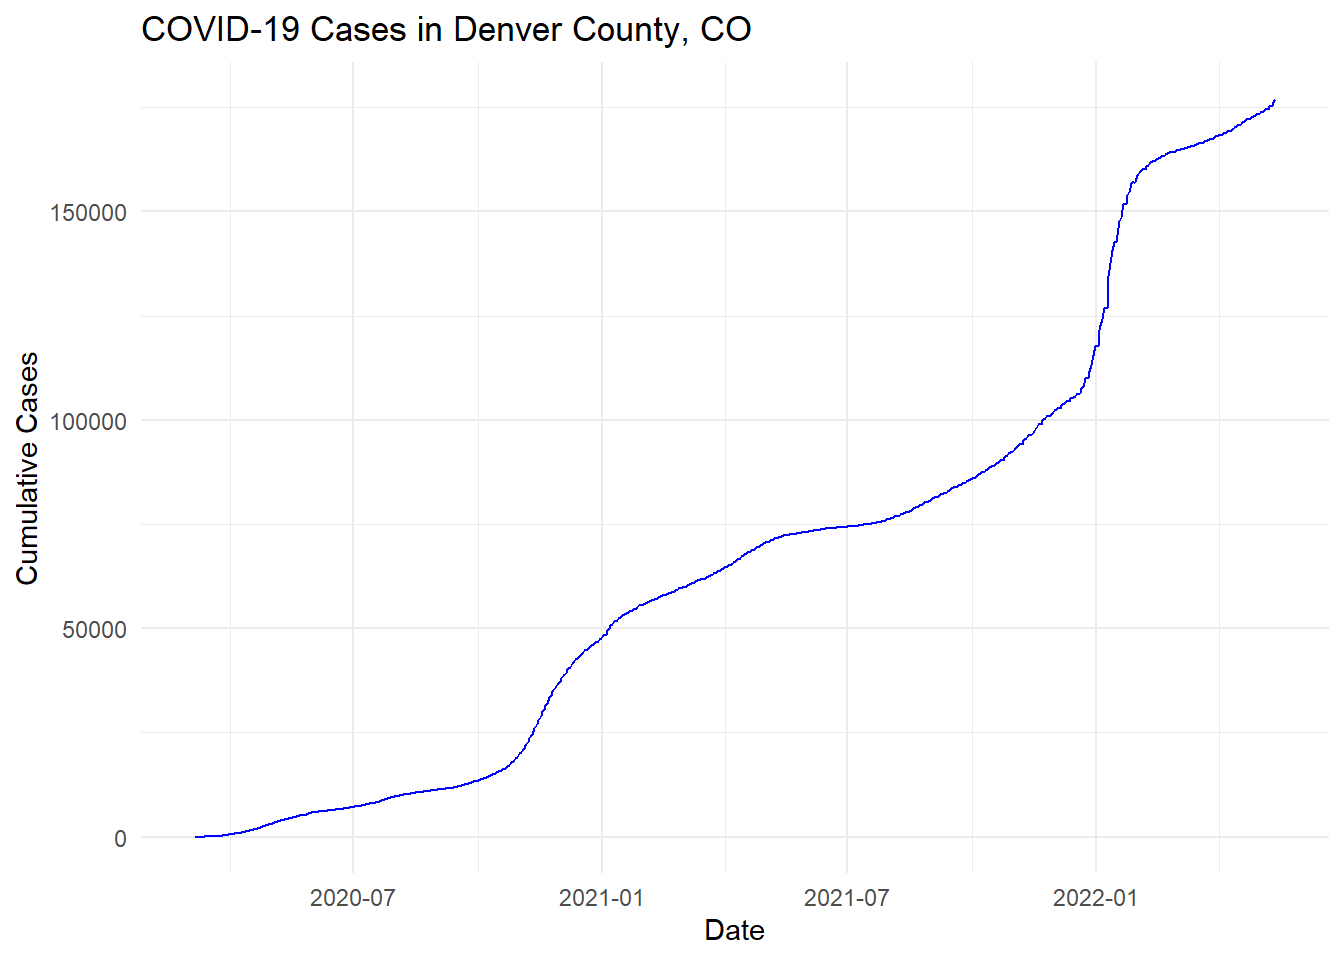 COVID-19 Cases in Denver County, CO
Cumulative Cases
150000
100000
50000
0
2020-07 2021-01 2021-07 2022-01
Date